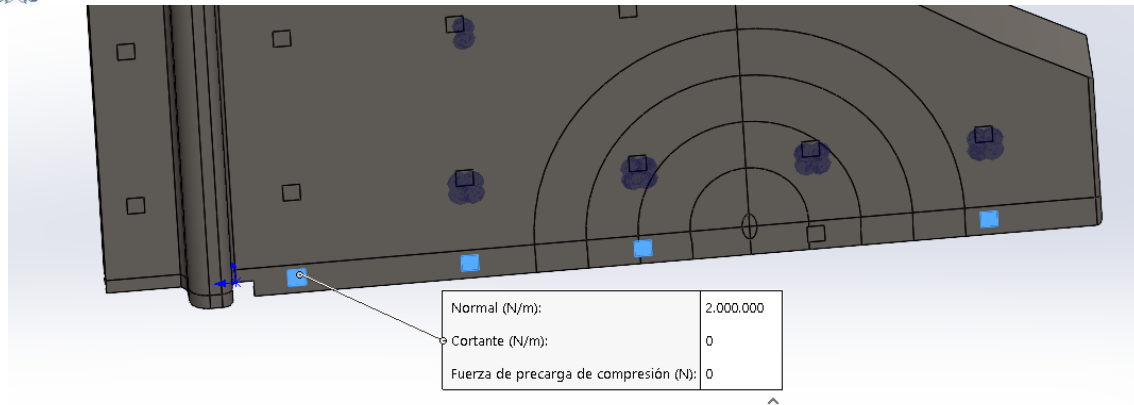 Normal (N/m): 2.000.000
Cortante (N/m): 0
Fuerza de precarga de compresión (N): 0